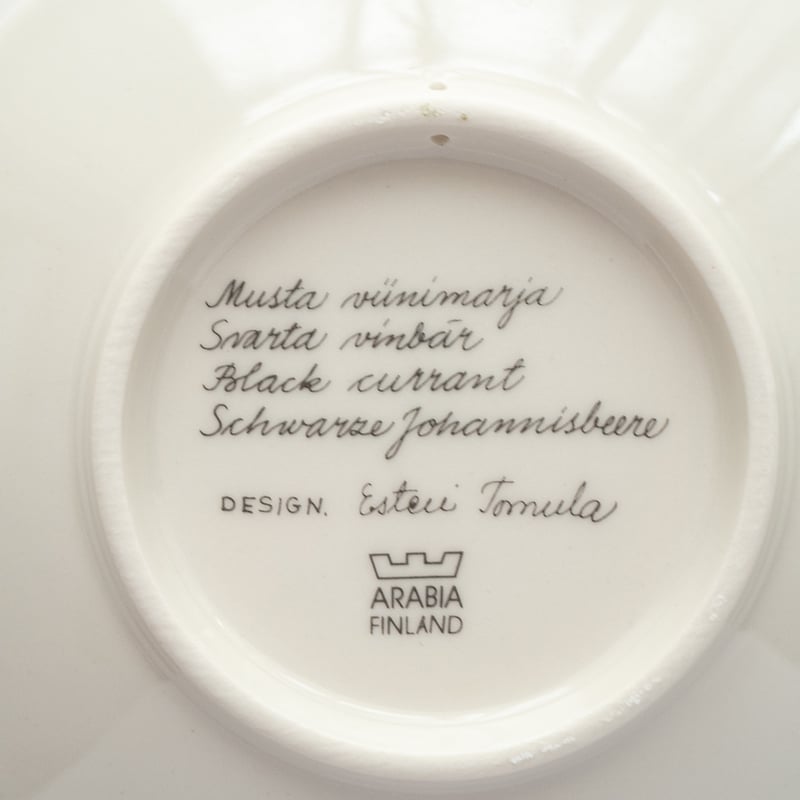 Musta viinimarja
Svarta vinbär
Black currant
Schwarze Johannisbeere
DESIGN. Esteri Tomula
ARABIA
FINLAND